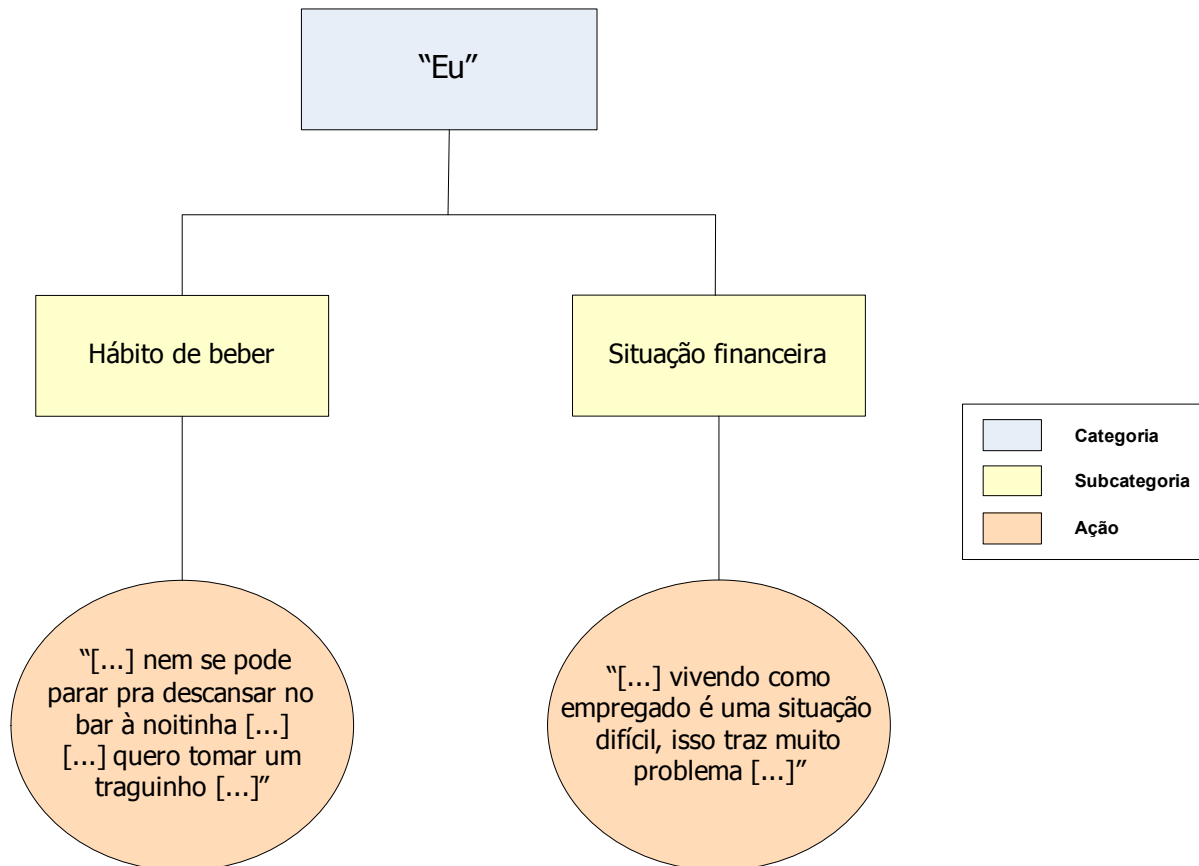 “Eu”
Hábito de beber
Situação financeira
Categoria
Subcategoria
Ação
“[...] nem se pode
parar pra descansar no
bar à noitinha [...]
[...] quero tomar um
traguinho [...]”
“[...] vivendo como
empregado é uma situação
difícil, isso traz muito
problema [...]”